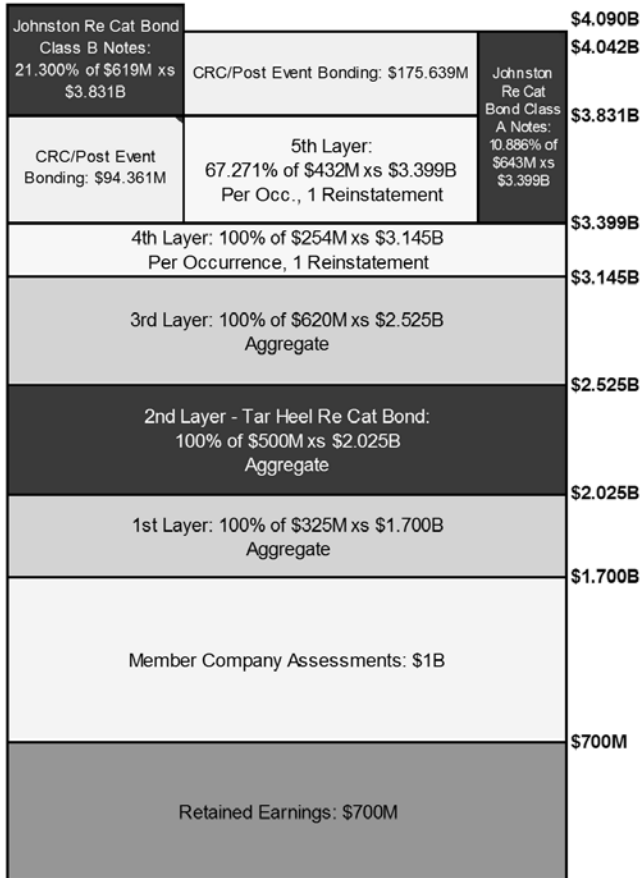 Johnston Re Cat Bond
Class B Notes:
21.300% of $619M xs
$3.831B
CRC/Post Event Bonding: $175.639M
Johnston
Re Cat
Bond Class
A Notes:
10.886% of
$643M xs
$3.399B
CRC/Post Event
Bonding: $94.361M
5th Layer:
67.271% of $432M xs $3.399B
Per Occ., 1 Reinstatement
4th Layer: 100% of $254M xs $3.145B
Per Occurrence, 1 Reinstatement
3rd Layer: 100% of $620M xs $2.525B
Aggregate
2nd Layer - Tar Heel Re Cat Bond:
100% of $500M xs $2.025B
Aggregate
1st Layer: 100% of $325M xs $1.700B
Aggregate
Member Company Assessments: $1B
Retained Earnings: $700M
$4.090B
$4.042B
$3.831B
$3.399B
$3.145B
$2.525B
$2.025B
$1.700B
$700M